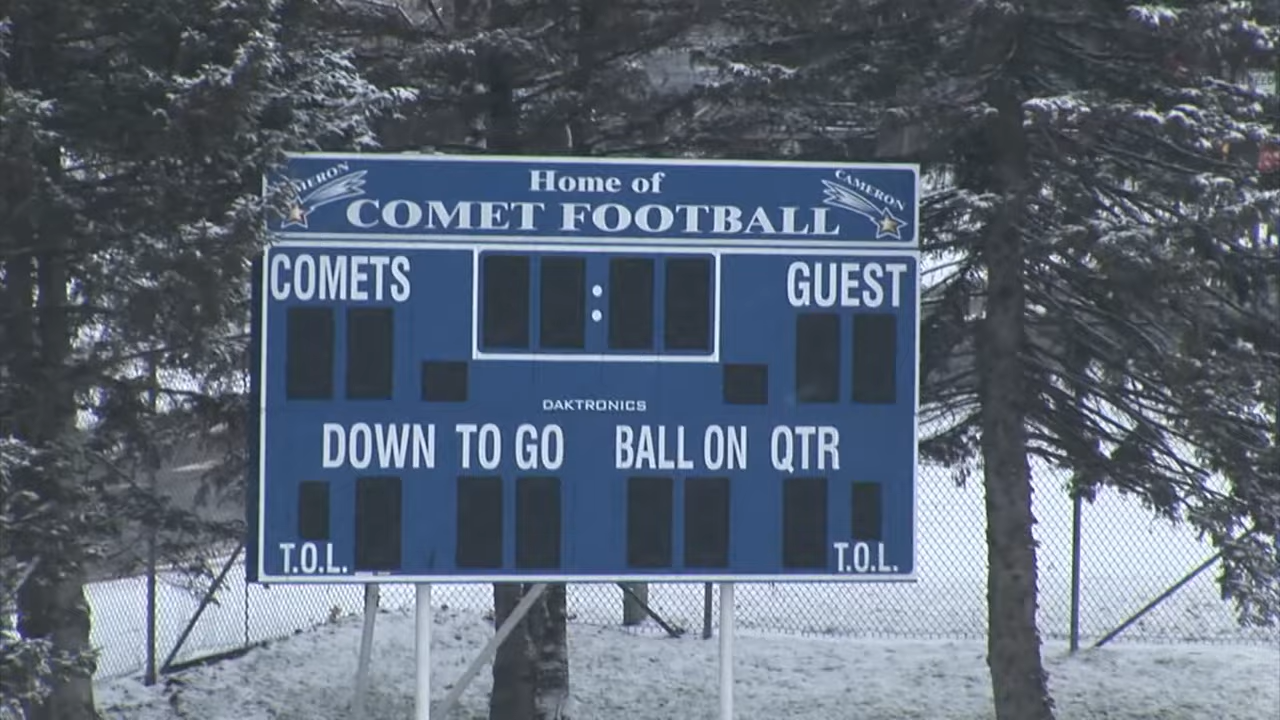 Home of
CAMERON
COMET FOOTBALL
COMETS
GUEST
DAKTRONICS
DOWN TO GO BALL ON QTR
T.O.L. T.O.L.